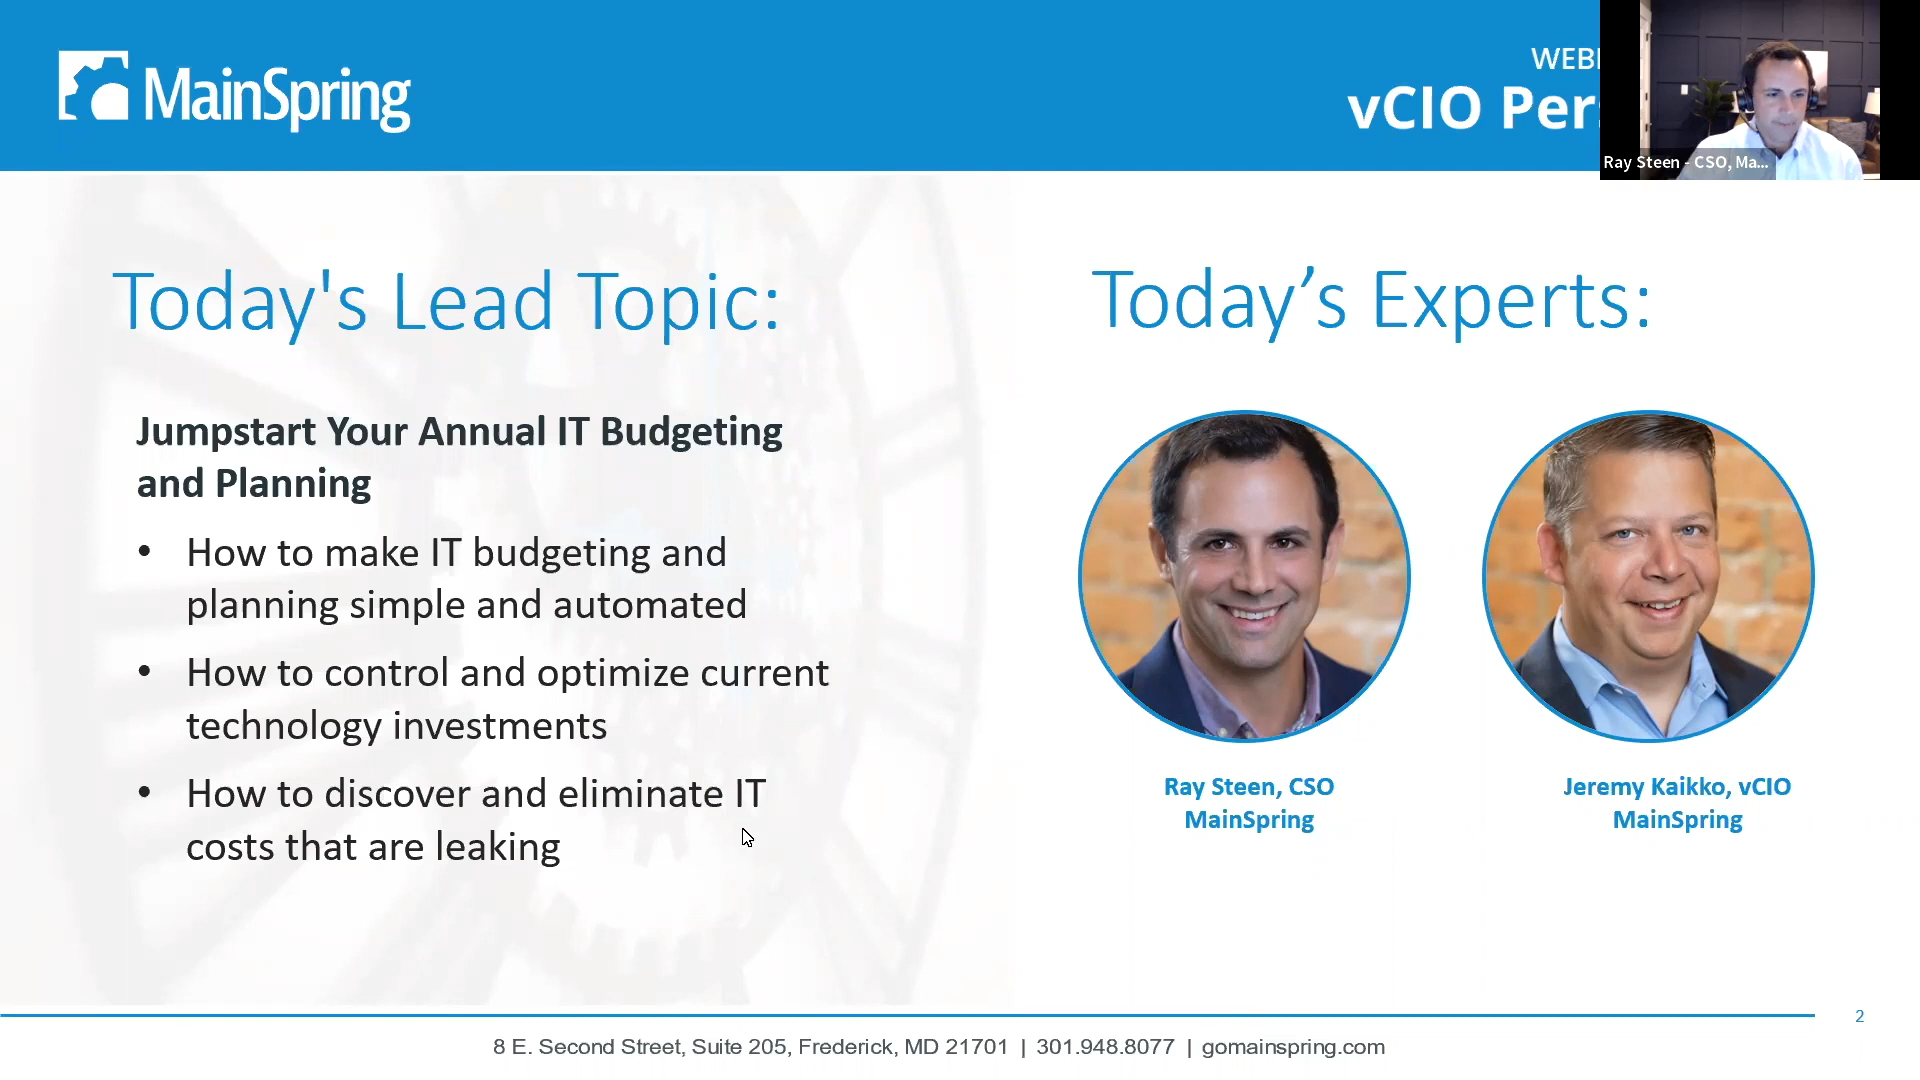 MainSpring
vCIO
Ray Steen - CSO, Ma...
Today's Lead Topic:
Jumpstart Your Annual IT Budgeting
and Planning
• How to make IT budgeting and
planning simple and automated
• How to control and optimize current
technology investments
• How to discover and eliminate IT
costs that are leaking
Today’s Experts:
Ray Steen, CSO
MainSpring
Jeremy Kaikko, vCIO
MainSpring
2
8 E. Second Street, Suite 205, Frederick, MD 21701 | 301.948.8077 | gomainspring.com